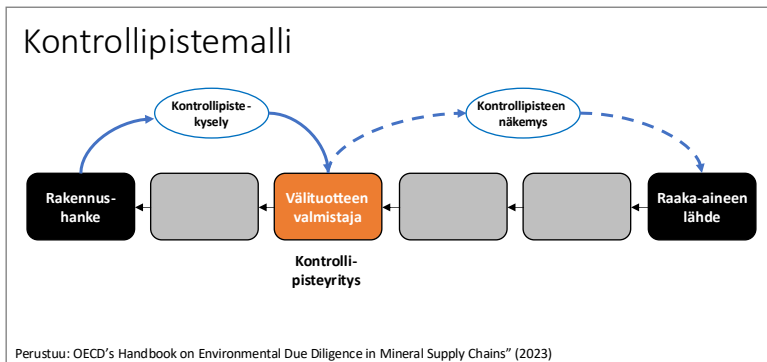 Kontrollipistemalli
Kontrollipiste-
kysely
Kontrollipisteen
näkemys
Rakennus-
hanke
Välituotteen
valmistaja
Raaka-aineen
lähde
Kontrolli-
pisteyritys
Perustuu: OECD's Handbook on Environmental Due Diligence in Mineral Supply Chains” (2023)